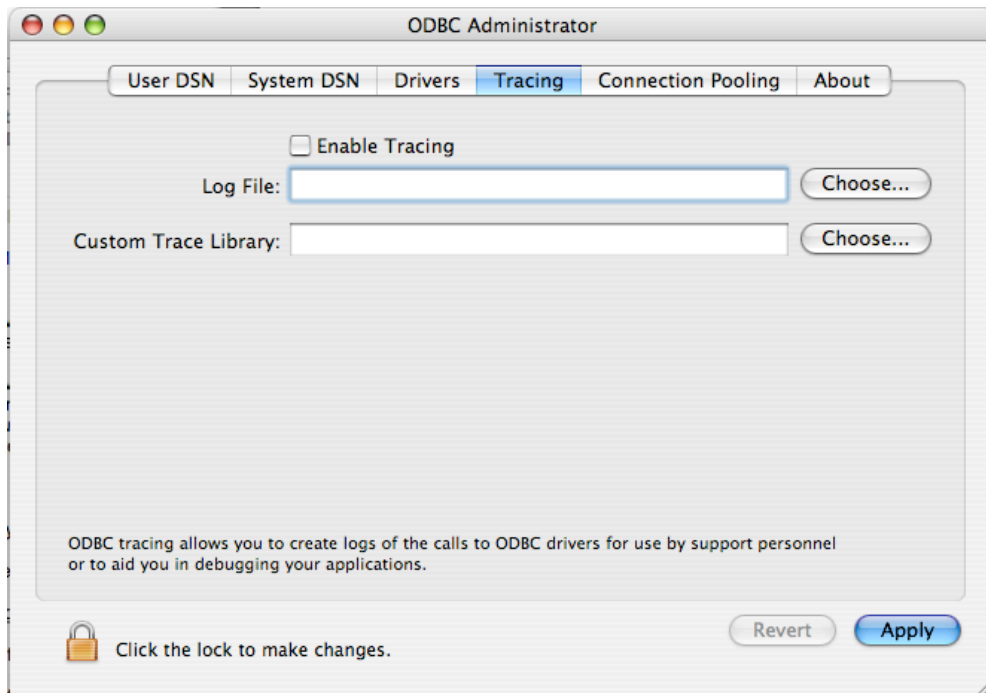 ODBC Administrator
User DSN System DSN Drivers Tracing Connection Pooling About
Enable Tracing
Log File: Choose...
Custom Trace Library: Choose...
ODBC tracing allows you to create logs of the calls to ODBC drivers for use by support personnel
or to aid you in debugging your applications.
Click the lock to make changes. Revert Apply